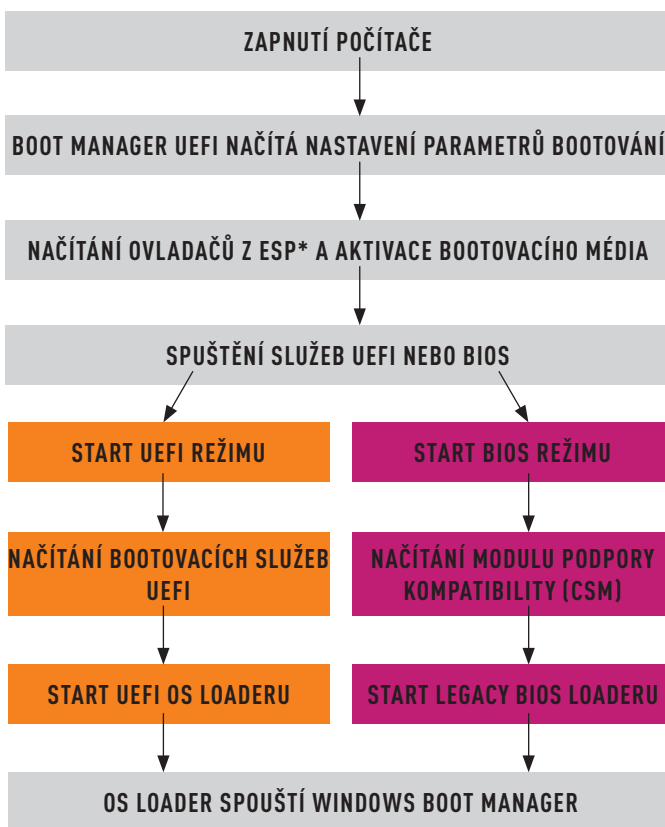 ZAPNUTÍ POČÍTAČE
BOOT MANAGER UEFI NAČÍTÁ NASTAVENÍ PARAMETRŮ BOOTOVÁNÍ
NAČÍTÁNÍ OVLADAČŮ Z ESP* A AKTIVACE BOOTOVACÍHO MÉDIA
SPUŠTĚNÍ SLUŽEB UEFI NEBO BIOS
START UEFI REŽIMU
START BIOS REŽIMU
NAČÍTÁNÍ BOOTOVACÍCH SLUŽEB
UEFI
NAČÍTÁNÍ MODULU PODPORY
KOMPATIBILITY (CSM)
START UEFI OS LOADERU
START LEGACY BIOS LOADERU
OS LOADER SPOUŠTÍ WINDOWS BOOT MANAGER